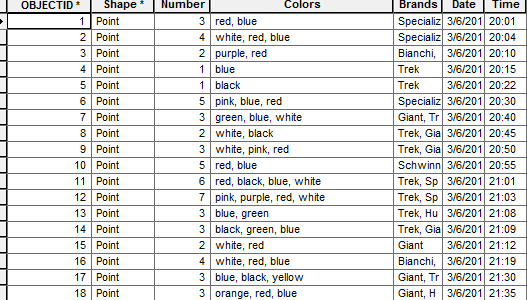 OBJECTID * Shape * Number Colors Brands Date Time
1 Point 3 red, blue Specializ 3/6/201 20:01
2 Point 4 white, red, blue Specializ 3/6/201 20:04
3 Point 2 purple, red Bianchi, 3/6/201 20:10
4 Point 1 blue Trek 3/6/201 20:15
5 Point 1 black Trek 3/6/201 20:22
6 Point 5 pink, blue, red Specializ 3/6/201 20:30
7 Point 3 green, blue, white Giant, Tr 3/6/201 20:40
8 Point 2 white, black Trek, Gia 3/6/201 20:45
9 Point 3 white, pink, red Trek, Gia 3/6/201 20:50
10 Point 5 red, blue Schwinn 3/6/201 20:55
11 Point 6 red, black, blue, white Trek, Sp 3/6/201 21:01
12 Point 7 pink, purple, red, white Trek, Sp 3/6/201 21:03
13 Point 3 blue, green Trek, Hu 3/6/201 21:08
14 Point 3 black, green, blue Trek, Gia 3/6/201 21:09
15 Point 2 white, red Giant 3/6/201 21:12
16 Point 4 white, red, blue Bianchi, 3/6/201 21:19
17 Point 3 blue, black, yellow Giant, Tr 3/6/201 21:30
18 Point 3 orange, red, blue Giant, H 3/6/201 21:35